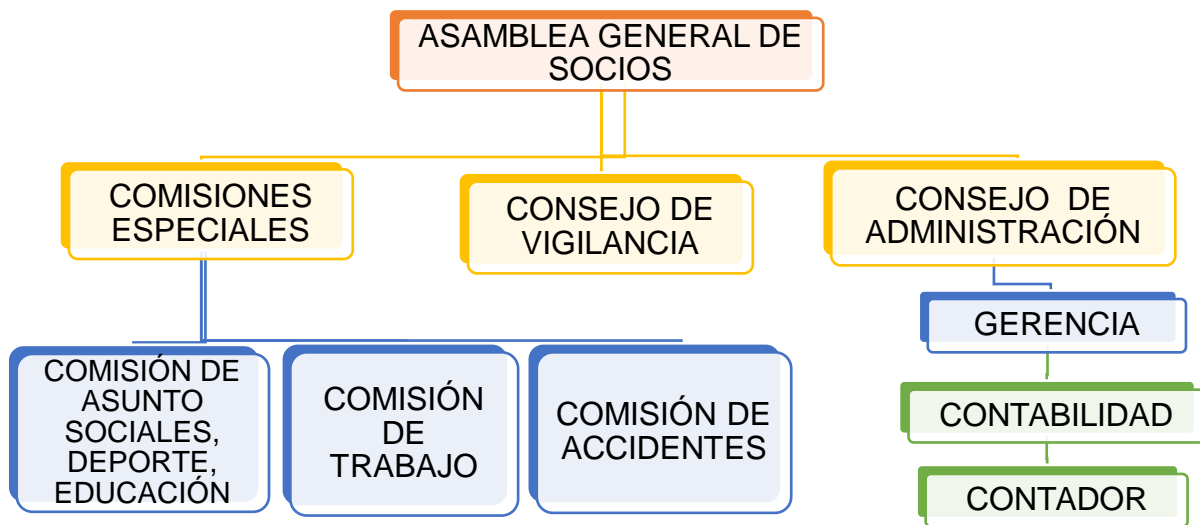 ASAMBLEA GENERAL DE
SOCIOS
COMISIONES
ESPECIALES
CONSEJO DE
VIGILANCIA
CONSEJO DE
ADMINISTRACIÓN
GERENCIA
COMISIÓN DE
ASUNTO
SOCIALES,
DEPORTE,
EDUCACIÓN
COMISIÓN
DE
TRABAJO
COMISIÓN DE
ACCIDENTES
CONTABILIDAD
CONTADOR